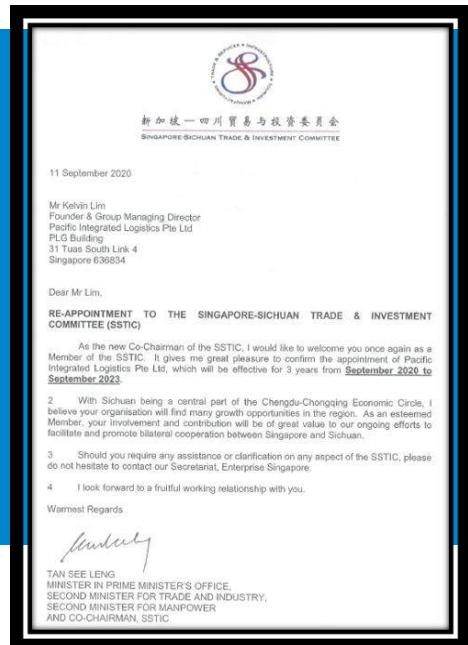 TRADE & SERVICES • INFRASTRUCTURE • TOURISM • MANUFACTURING
新加坡—四川貿易与投資委員会
SINGAPORE-SICHUAN TRADE & INVESTMENT COMMITTEE
11 September 2020
Mr Kelvin Lim
Founder & Group Managing Director
Pacific Integrated Logistics Pte Ltd
PLG Building
31 Tuas South Link 4
Singapore 636834
Dear Mr Lim,
RE-APPOINTMENT TO THE SINGAPORE-SICHUAN TRADE & INVESTMENT
COMMITTEE (SSTIC)
As the new Co-Chairman of the SSTIC, I would like to welcome you once again as a
Member of the SSTIC. It gives me great pleasure to confirm the appointment of Pacific
Integrated Logistics Pte Ltd, which will be effective for 3 years from September 2020 to
September 2023.
2 With Sichuan being a central part of the Chengdu-Chongqing Economic Circle, I
believe your organisation will find many growth opportunities in the region. As an esteemed
Member, your involvement and contribution will be of great value to our ongoing efforts to
facilitate and promote bilateral cooperation between Singapore and Sichuan.
3 Should you require any assistance or clarification on any aspect of the SSTIC, please
do not hesitate to contact our Secretariat, Enterprise Singapore.
4 I look forward to a fruitful working relationship with you.
Warmest Regards
TAN SEE LENG
MINISTER IN PRIME MINISTER'S OFFICE,
SECOND MINISTER FOR TRADE AND INDUSTRY,
SECOND MINISTER FOR MANPOWER
AND CO-CHAIRMAN, SSTIC